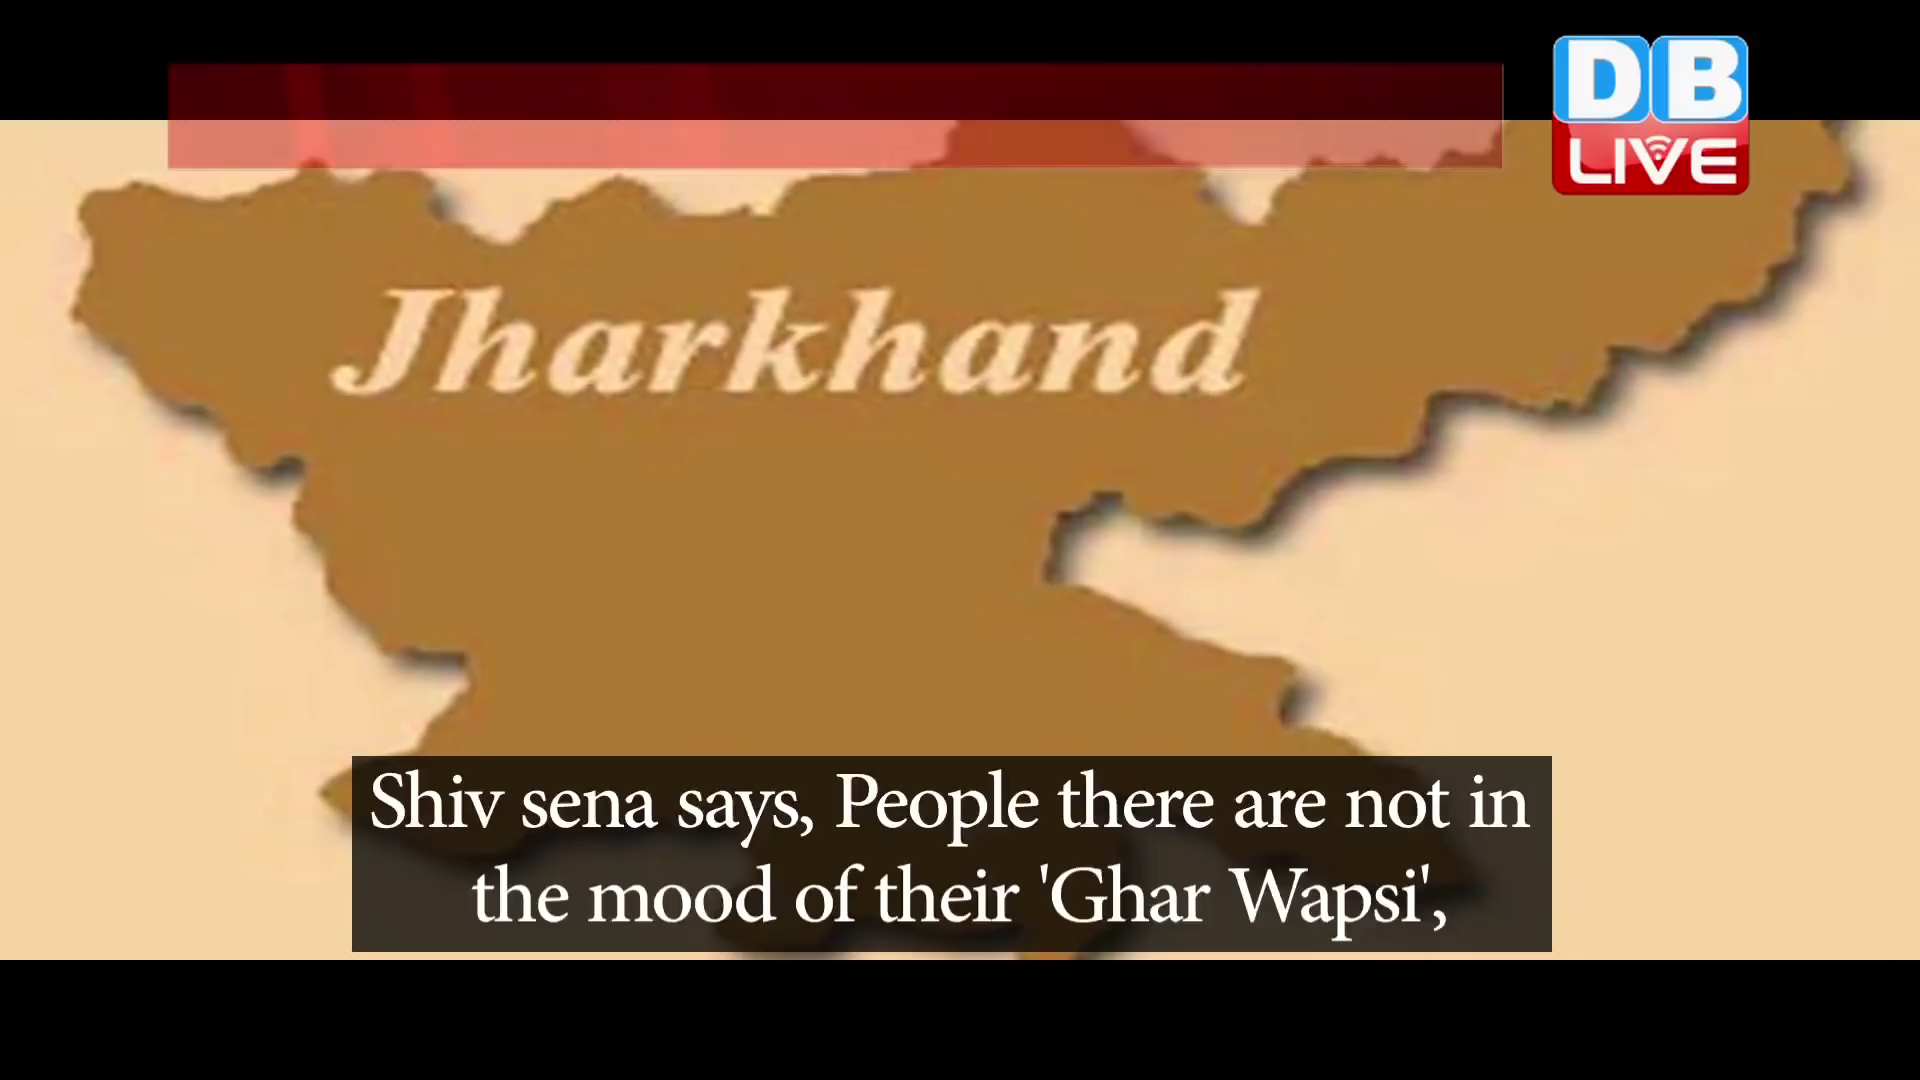 DB
LIVE
Jharkhand
Shiv sena says, People there are not in
the mood of their 'Ghar Wapsi',